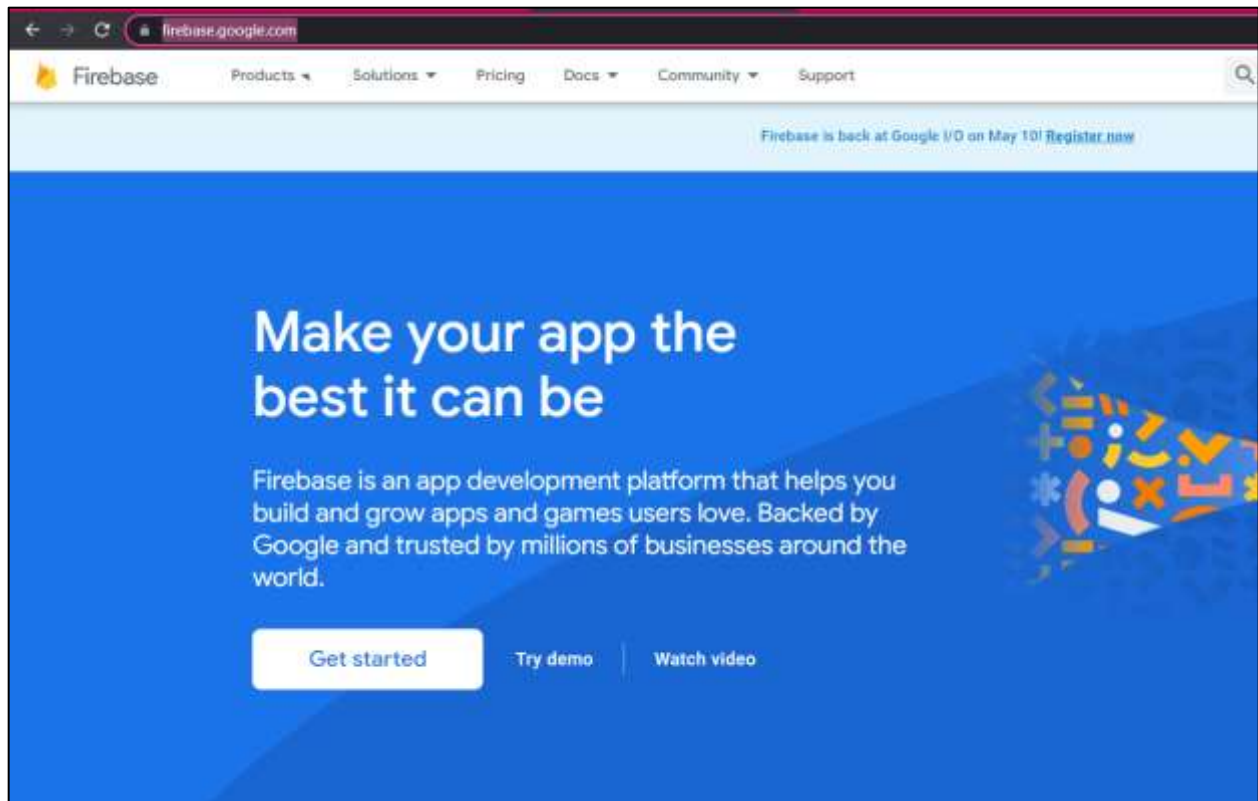 firebase.google.com
Firebase Products Solutions Pricing Docs Community Support
Firebase is back at Google I/O on May 10! Register now
Make your app the
best it can be
Firebase is an app development platform that helps you
build and grow apps and games users love. Backed by
Google and trusted by millions of businesses around the
world.
Get started Try demo Watch video